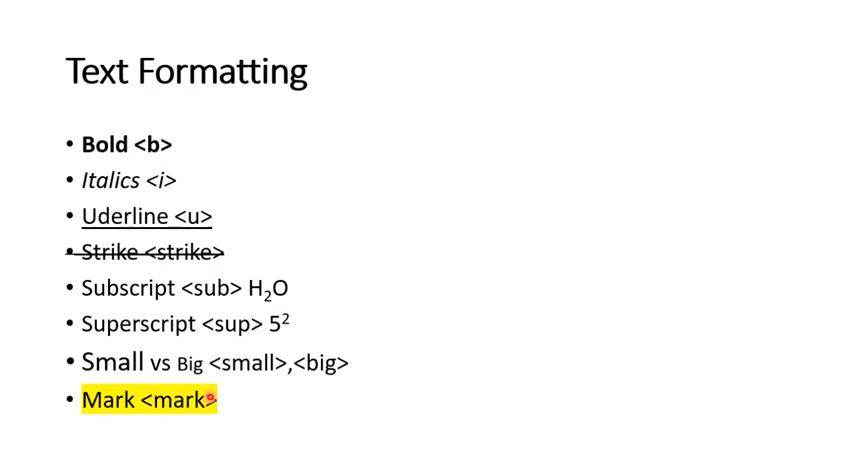 Text Formatting
• Bold <b>
• Italics <i>
• Uderline <u>
• Strike <strike>
• Subscript <sub> H₂O
• Superscript <sup> 5²
• Small vs Big <small>,<big>
• Mark <mark>